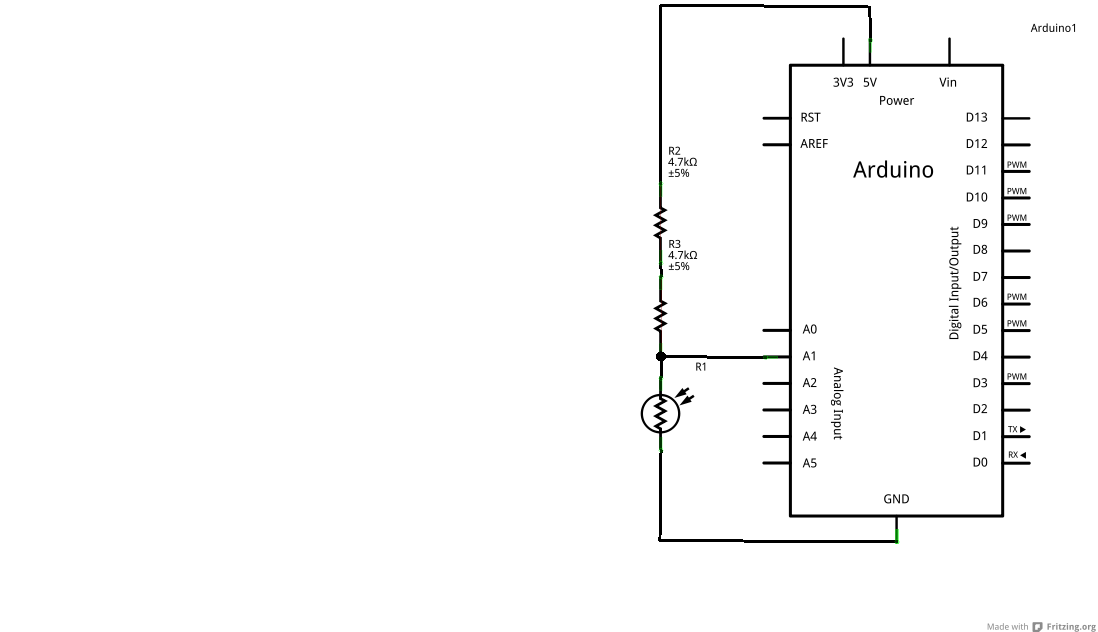 Arduino1
3V3 5V Vin
Power
RST
AREF
Arduino
R2
4.7kΩ
±5%
R3
4.7kΩ
±5%
A0
A1
R1
A2
A3
A4
A5
Analog Input
D13
D12
D11 PWM
D10 PWM
D9 PWM
D8
D7
D6 PWM
D5 PWM
D4
D3 PWM
D2
D1 TX ▶
D0 RX ◀
Digital Input/Output
GND
Made with Fritzing.org